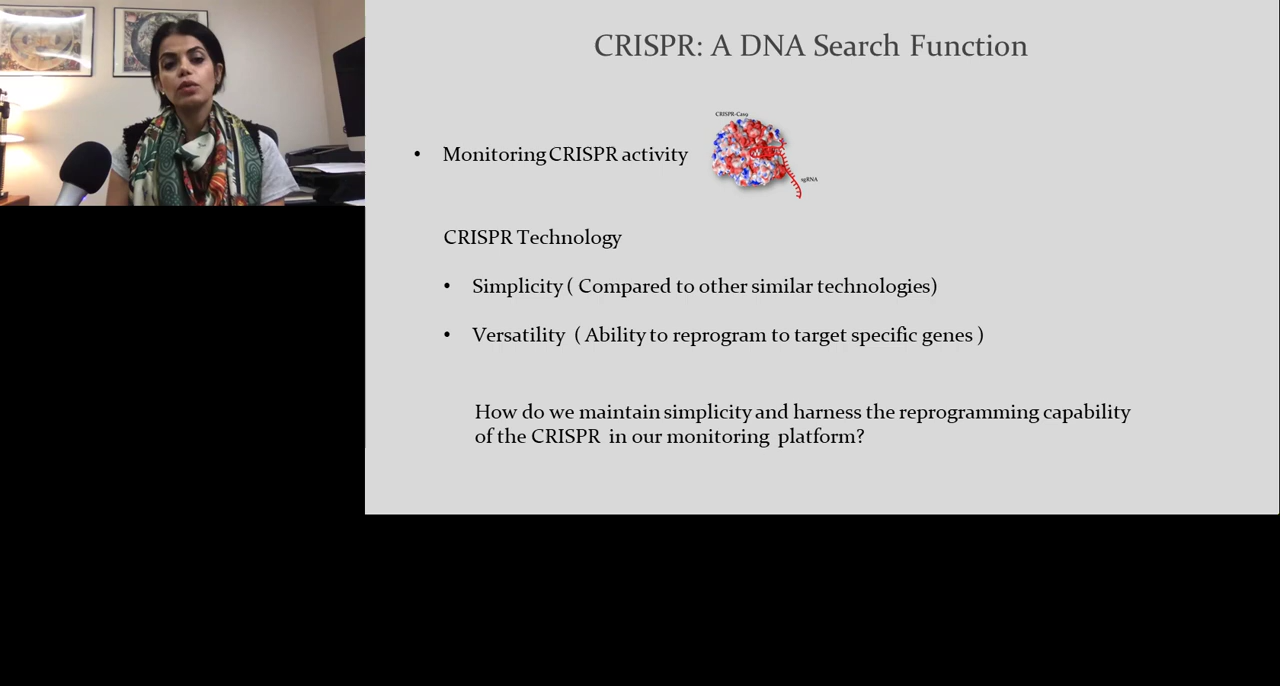 CRISPR: A DNA Search Function
CRISPR-Cas9
• Monitoring CRISPR activity
sgRNA
CRISPR Technology
• Simplicity ( Compared to other similar technologies)
• Versatility ( Ability to reprogram to target specific genes )
How do we maintain simplicity and harness the reprogramming capability
of the CRISPR in our monitoring platform?